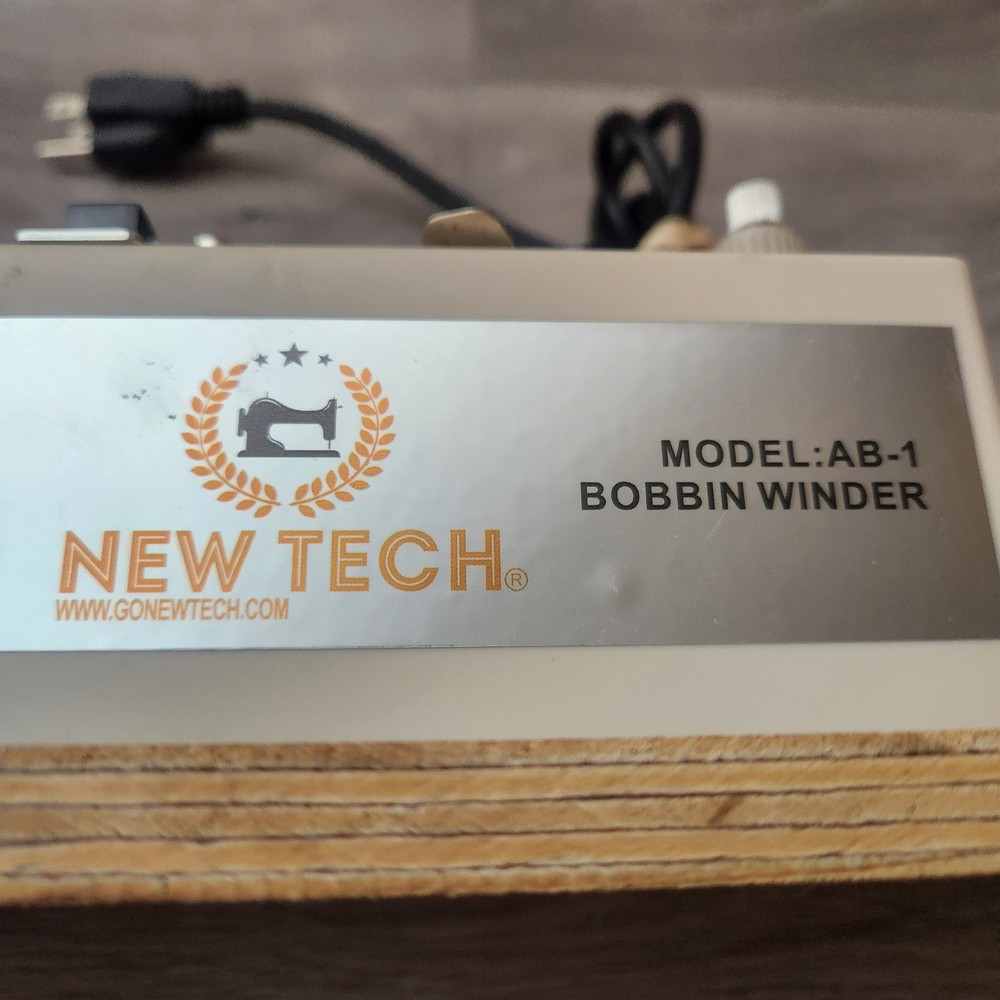 NEW TECH®
WWW.GONEWTECH.COM
MODEL:AB-1
BOBBIN WINDER